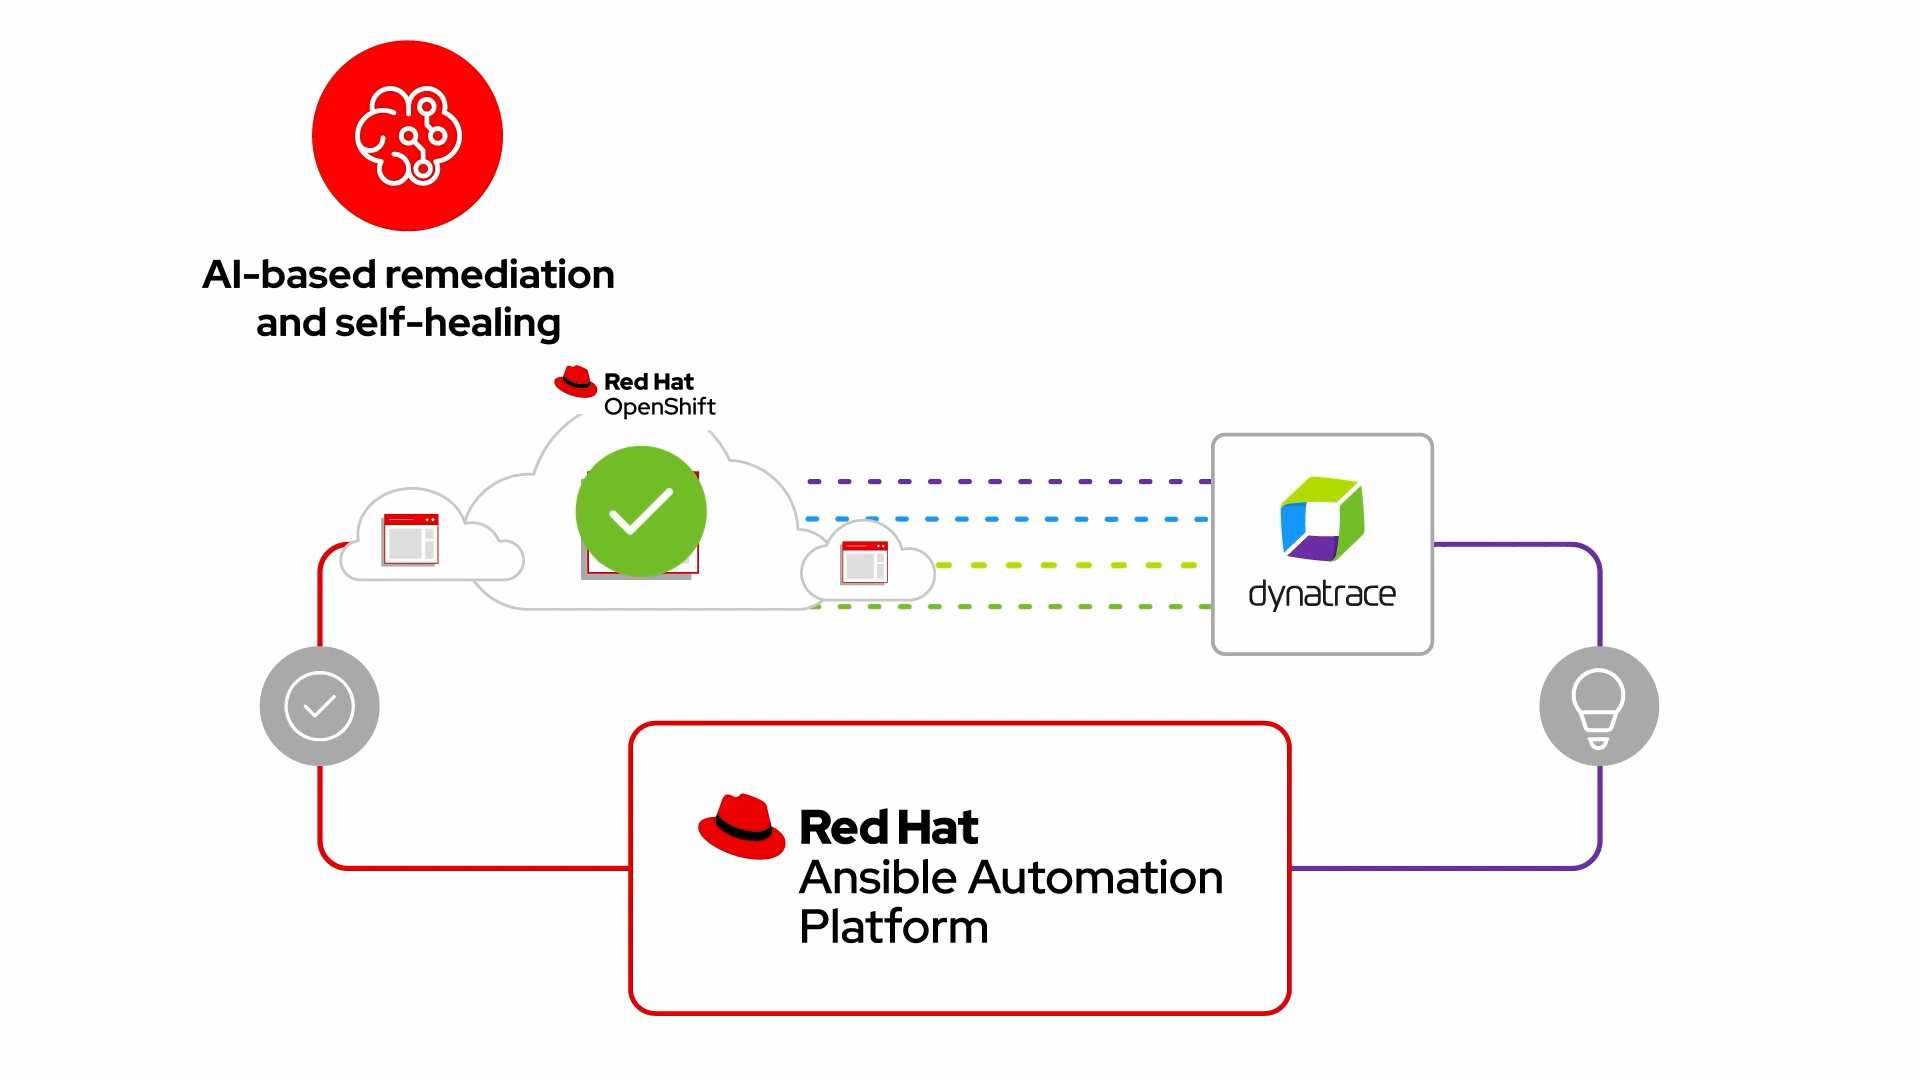 AI-based remediation
and self-healing
Red Hat
OpenShift
dynatrace
Red Hat
Ansible Automation
Platform